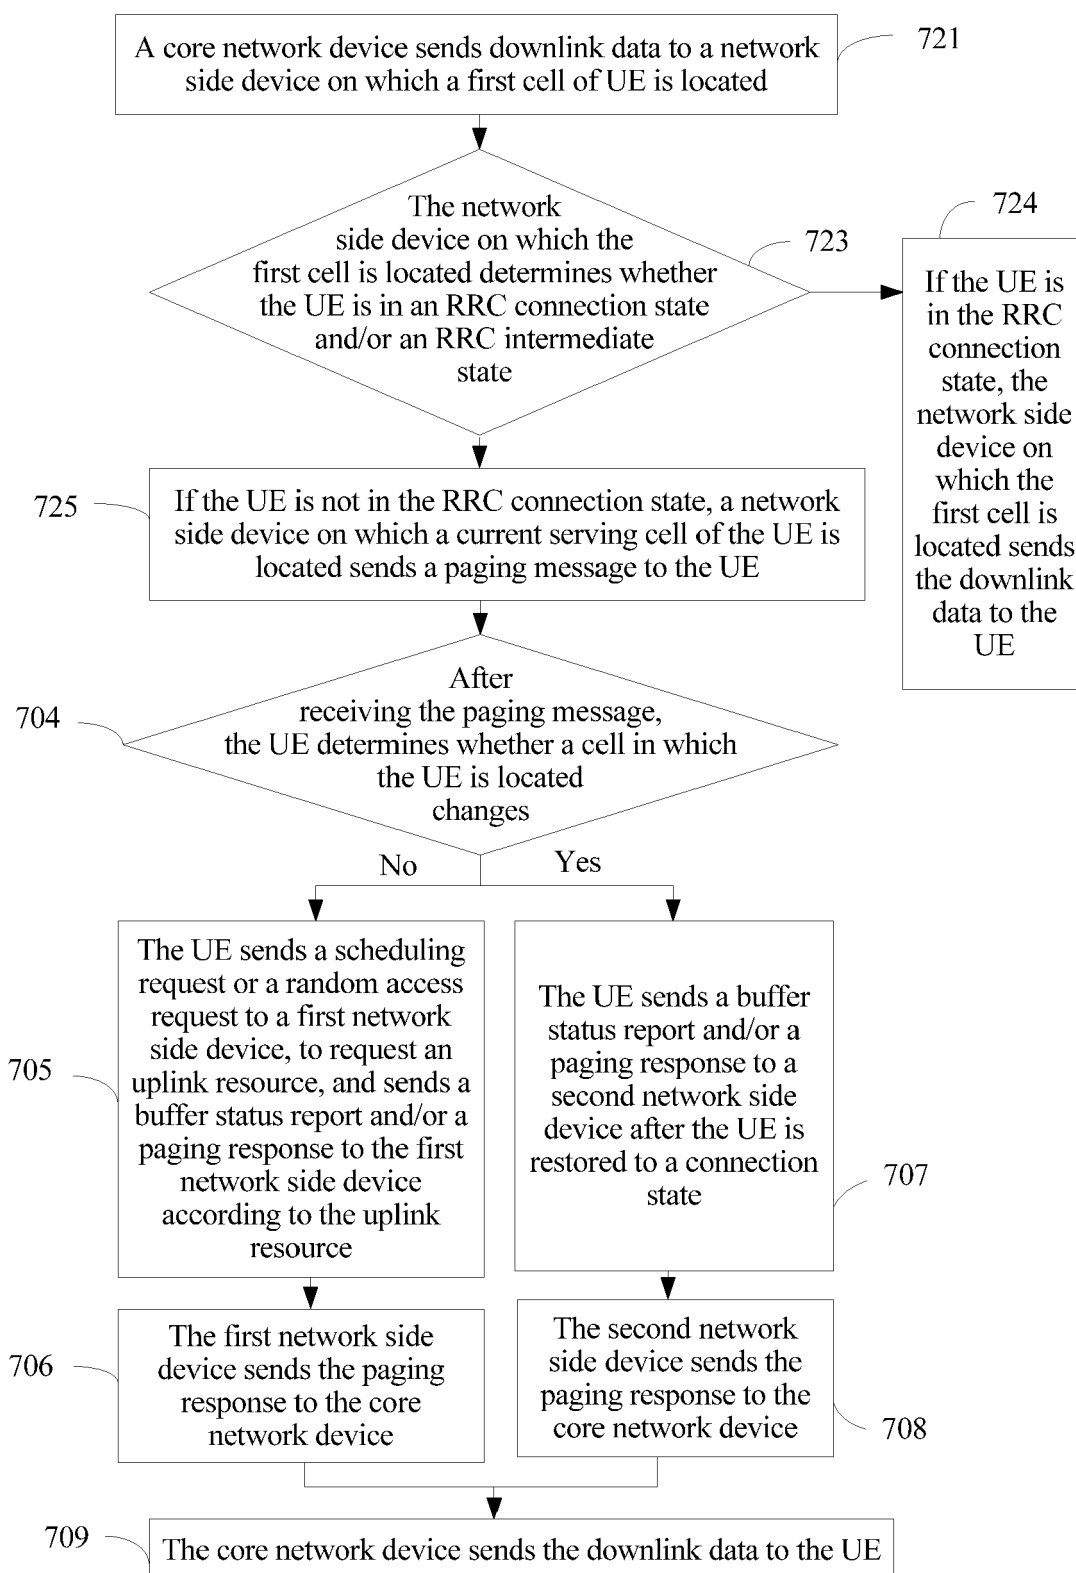 A core network device sends downlink data to a network
side device on which a first cell of UE is located
721
The network
side device on which the
first cell is located determines whether
the UE is in an RRC connection state
and/or an RRC intermediate
state
723
724
If the UE is
in the RRC
connection
state, the
network side
device on
which the
first cell is
located sends
the downlink
data to the
UE
725
If the UE is not in the RRC connection state, a network
side device on which a current serving cell of the UE is
located sends a paging message to the UE
704
After
receiving the paging message,
the UE determines whether a cell in which
the UE is located
changes
No
Yes
705
The UE sends a scheduling
request or a random access
request to a first network
side device, to request an
uplink resource, and sends a
buffer status report and/or a
paging response to the first
network side device
according to the uplink
resource
The UE sends a buffer
status report and/or a
paging response to a
second network side
device after the UE is
restored to a connection
state
707
706
The first network side
device sends the paging
response to the core
network device
The second network
side device sends the
paging response to the
core network device
708
709
The core network device sends the downlink data to the UE